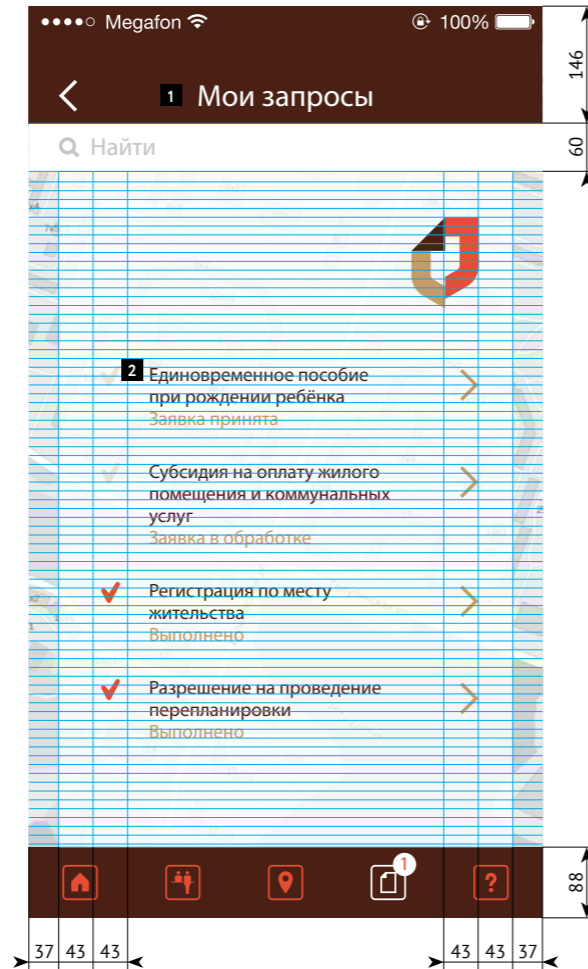 Megafon 100%
1 Мои запросы
Найти
2 Единовременное пособие
при рождении ребёнка
Заявка принята
Субсидия на оплату жилого
помещения и коммунальных
услуг
Заявка в обработке
Регистрация по месту
жительства
Выполнено
Разрешение на проведение
перепланировки
Выполнено
1
?
146
60
88
37 43 43 43 43 37